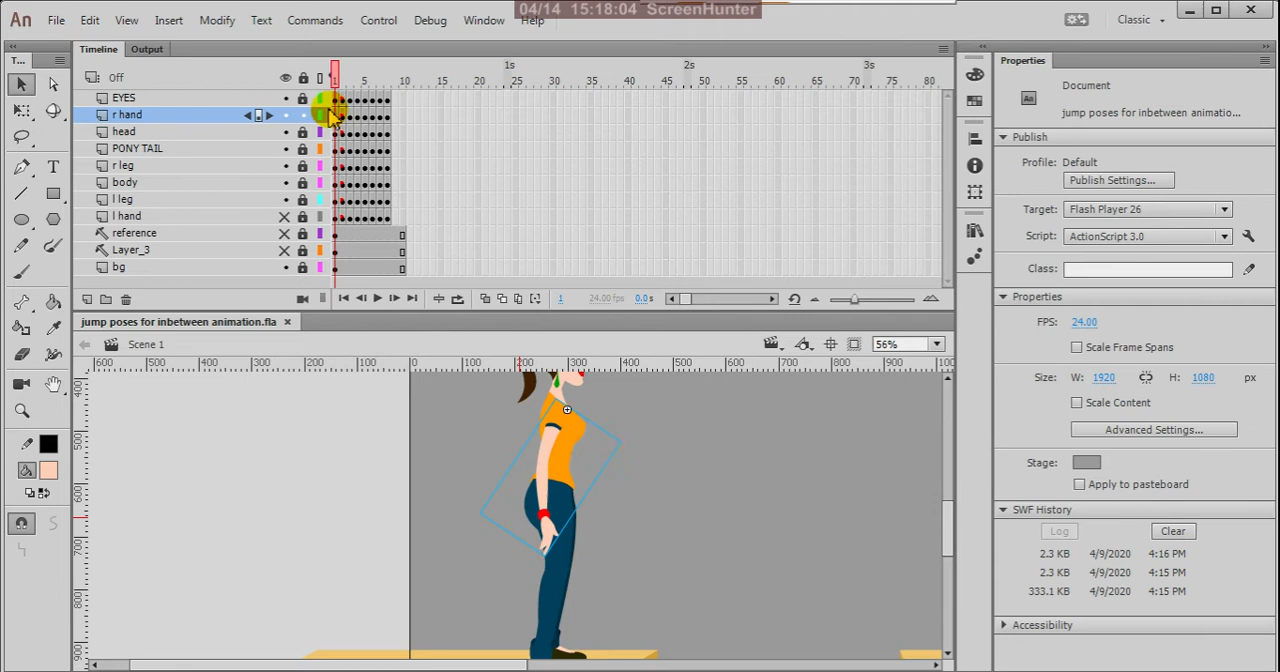 04/14 15:18:04 ScreenHunter
An File Edit View Insert Modify Text Commands Control Debug Window Help Classic
T...
Timeline Output
Properties
Off 1s 2s 3s
1 5 10 15 20 25 30 35 40 45 50 55 60 65 70 75 80
EYES
r hand
head
PONY TAIL
r leg
body
l leg
l hand
reference
Layer_3
bg
1 24.00 fps 0.0 s
jump poses for inbetween animation.fla
Scene 1
56%
600 500 400 300 200 100 0 100 200 300 400 500 600 700 800 900 100
400
500
600
700
800
900
Document
jump poses for inbetween animatio...
Publish
Profile: Default
Publish Settings...
Target: Flash Player 26
Script: ActionScript 3.0
Class:
Properties
FPS: 24.00
Scale Frame Spans
Size: W: 1920 H: 1080 px
Scale Content
Advanced Settings...
Stage:
Apply to pasteboard
SWF History
Log Clear
2.3 KB 4/9/2020 4:16 PM
2.3 KB 4/9/2020 4:15 PM
333.1 KB 4/9/2020 4:15 PM
Accessibility